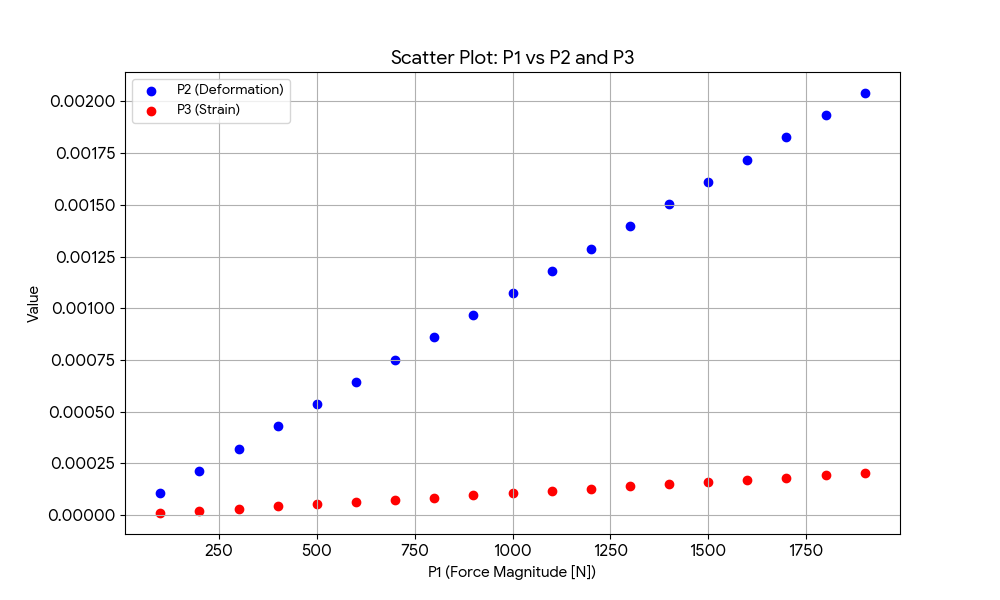 Scatter Plot: P1 vs P2 and P3
P2 (Deformation)
P3 (Strain)
0.00200
0.00175
0.00150
0.00125
0.00100
0.00075
0.00050
0.00025
0.00000
Value
250 500 750 1000 1250 1500 1750
P1 (Force Magnitude [N])